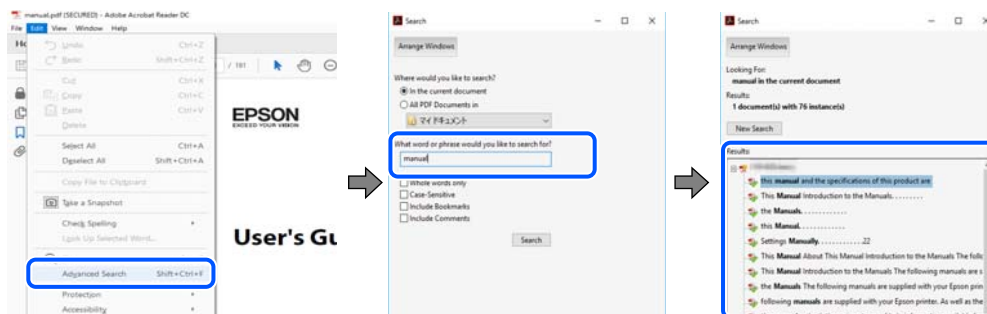 manual.pdf (SECURED) - Adobe Acrobat Reader DC
File Edit View Window Help
Undo Ctrl+Z
Redo Shift+Ctrl+Z
Cut Ctrl+X
Copy Ctrl+C
Paste Ctrl+V
Delete
Select All Ctrl+A
Deselect All Shift+Ctrl+A
Copy File to Clipboard
Take a Snapshot
Check Spelling
Look Up Selected Word...
Advanced Search Shift+Ctrl+F
Protection
Accessibility
/ 191
EPSON
EXCEED YOUR VISION
User's Gu
Search
Arrange Windows
Where would you like to search?
In the current document
All PDF Documents in
マイ ドキュメント
What word or phrase would you like to search for?
manual
Whole words only
Case-Sensitive
Include Bookmarks
Include Comments
Search
Search
Arrange Windows
Looking For:
manual in the current document
Results:
1 document(s) with 76 instance(s)
New Search
Results:
this manual and the specifications of this product are
This Manual Introduction to the Manuals. . . . . . . .
the Manuals. . . . . . . . . . . . .
this Manual. . . . . . . . . . . . .
Settings Manually. . . . . . . . . . . . .22
This Manual About This Manual Introduction to the Manuals The follo
This Manual Introduction to the Manuals The following manuals are s
the Manuals The following manuals are supplied with your Epson prin
following manuals are supplied with your Epson printer. As well as the